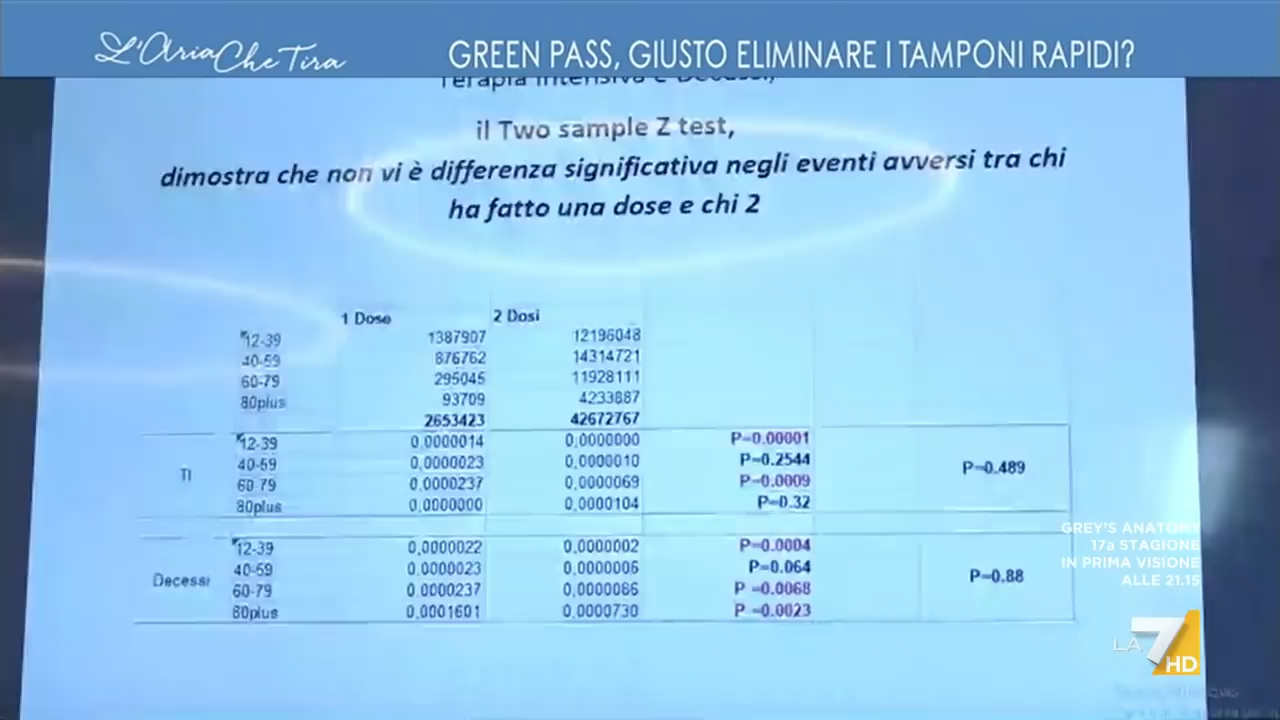 L'Aria Che Tira
GREEN PASS, GIUSTO ELIMINARE I TAMPONI RAPIDI?
Terapia Intensiva e Decessi,
il Two sample Z test,
dimostra che non vi è differenza significativa negli eventi avversi tra chi
ha fatto una dose e chi 2
1 Dose 2 Dosi
12-39 1387907 12196048
40-59 876762 14314721
60-79 295045 11928111
80plus 93709 4233887
2653423 42672767
12-39 0,0000014 0,0000000 P=0.00001
40-59 0,0000023 0,0000010 P=0.2544
TI P=0.489
60-79 0,0000237 0,0000069 P=0.0009
80plus 0,0000000 0,0000104 P=0.32
12-39 0,0000022 0,0000002 P=0.0004
40-59 0,0000023 0,0000006 P=0.064
Decessi P=0.88
60-79 0,0000237 0,0000086 P =0.0068
80plus 0,0001601 0,0000730 P =0.0023
GREY'S ANATOMY
17a STAGIONE
IN PRIMA VISIONE
ALLE 21.15
LA 7 HD